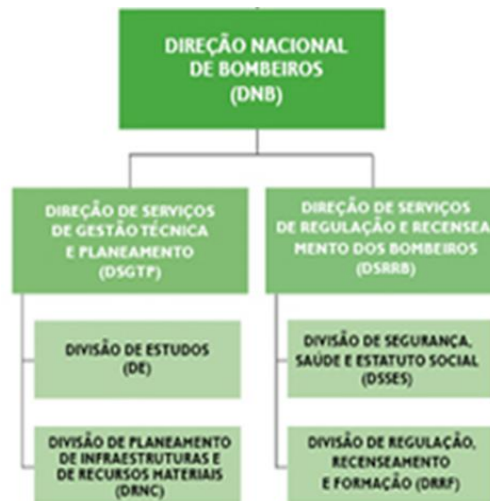 DIREÇÃO NACIONAL
DE BOMBEIROS
(DNB)
DIREÇÃO DE SERVIÇOS
DE GESTÃO TÉCNICA
E PLANEAMENTO
(DSGTP)
DIVISÃO DE ESTUDOS
(DE)
DIVISÃO DE PLANEAMENTO
DE INFRAESTRUTURAS E
DE RECURSOS MATERIAIS
(DRNC)
DIREÇÃO DE SERVIÇOS
DE REGULAÇÃO E RECENSEA
MENTO DOS BOMBEIROS
(DSRRB)
DIVISÃO DE SEGURANÇA,
SAÚDE E ESTATUTO SOCIAL
(DSSES)
DIVISÃO DE REGULAÇÃO,
RECENSEAMENTO
E FORMAÇÃO (DRRF)